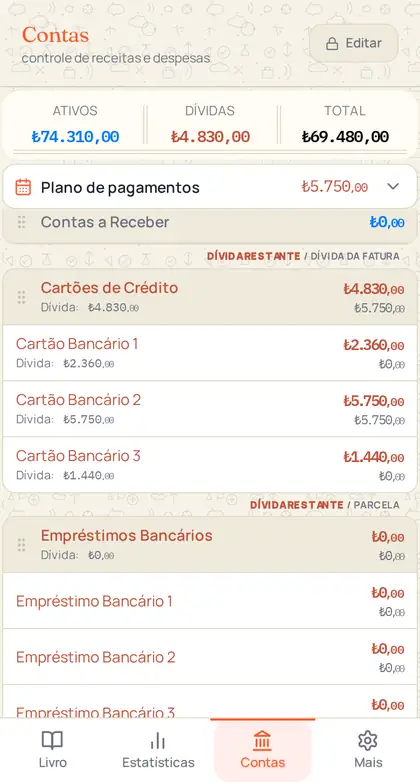 Contas
controle de receitas e despesas
Editar
ATIVOS DÍVIDAS TOTAL
₺74.310,00 ₺4.830,00 ₺69.480,00
Plano de pagamentos ₺5.750,00
Contas a Receber ₺0,00
DÍVIDARESTANTE / DÍVIDA DA FATURA
Cartões de Crédito ₺4.830,00
Dívida: ₺4.830,00 ₺5.750,00
Cartão Bancário 1 ₺2.360,00
Dívida: ₺2.360,00 ₺0,00
Cartão Bancário 2 ₺5.750,00
Dívida: ₺5.750,00 ₺5.750,00
Cartão Bancário 3 ₺1.440,00
Dívida: ₺1.440,00 ₺0,00
DÍVIDARESTANTE / PARCELA
Empréstimos Bancários ₺0,00
Dívida: ₺0,00 ₺0,00
Empréstimo Bancário 1 ₺0,00
₺0,00
Empréstimo Bancário 2 ₺0,00
₺0,00
Empréstimo Bancário 3 ₺0,00
Livro Estatísticas Contas Mais